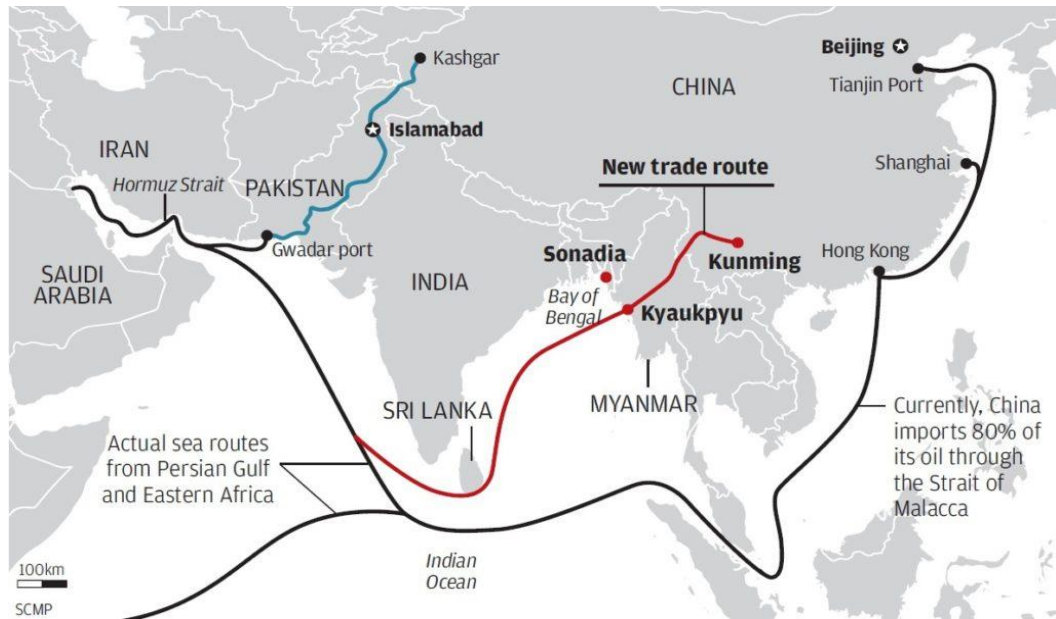 Kashgar
Beijing
Tianjin Port
CHINA
Islamabad
IRAN
Hormuz Strait
PAKISTAN
Shanghai
New trade route
Gwadar port
Sonadia
Kunming
Hong Kong
SAUDI
ARABIA
INDIA
Bay of
Bengal
Kyaukpyu
SRI LANKA
MYANMAR
Currently, China
imports 80% of
its oil through
the Strait of
Malacca
Actual sea routes
from Persian Gulf
and Eastern Africa
Indian
Ocean
100km
SCMP